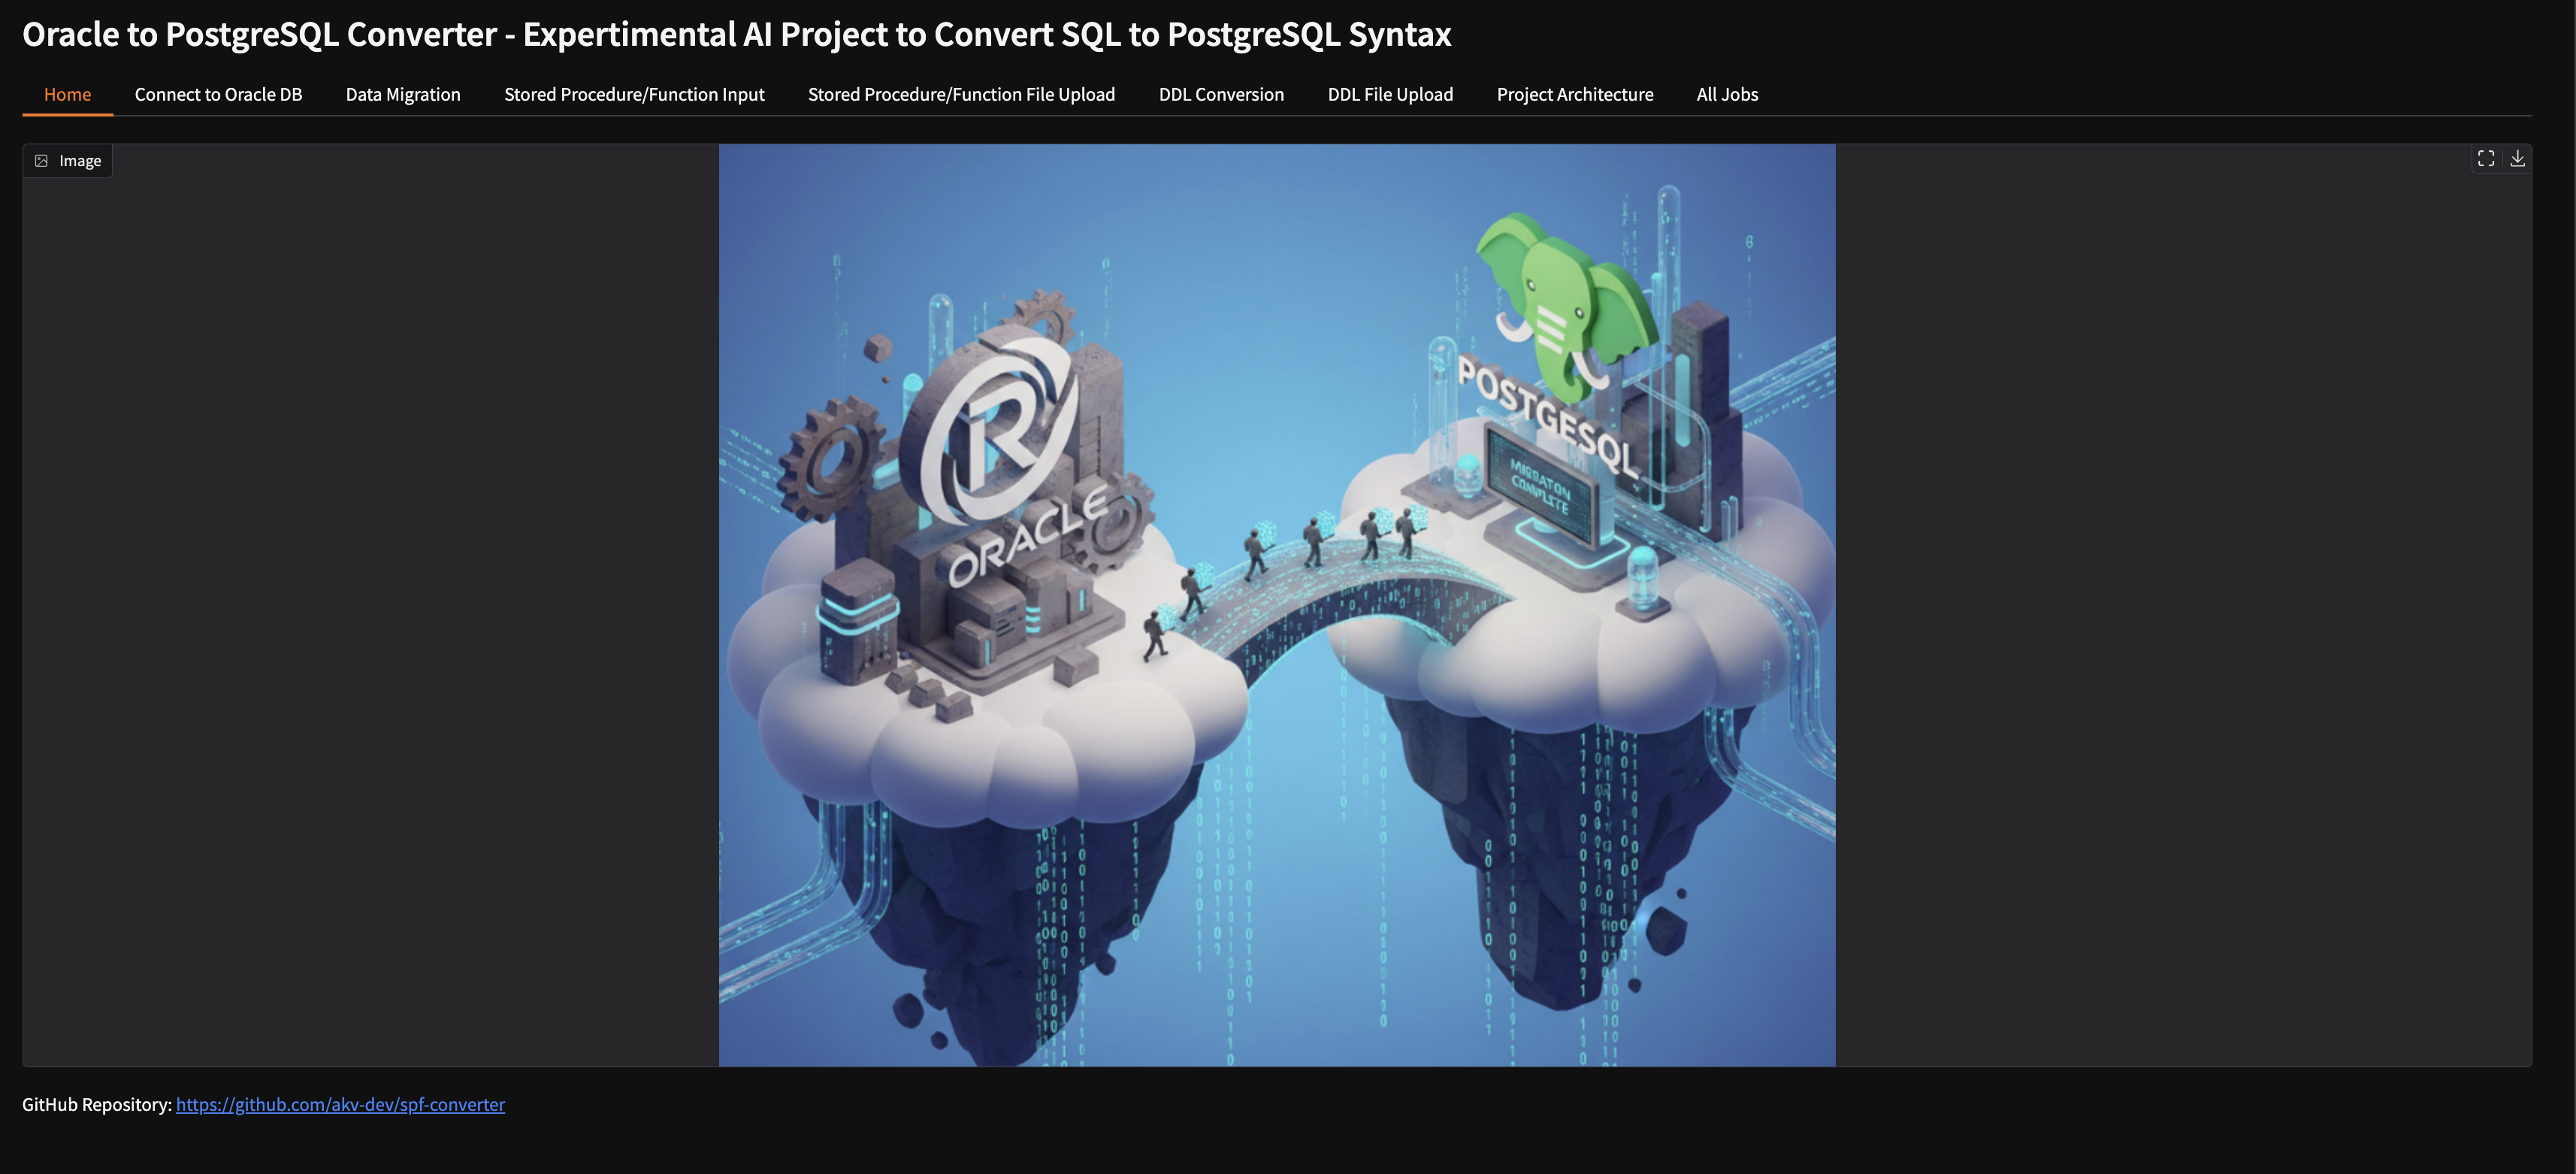 Oracle to PostgreSQL Converter - Expertimental AI Project to Convert SQL to PostgreSQL Syntax
Home Connect to Oracle DB Data Migration Stored Procedure/Function Input Stored Procedure/Function File Upload DDL Conversion DDL File Upload Project Architecture All Jobs
Image
R
ORACLE
POSTGESQL
MIGRATON
GitHub Repository: https://github.com/akv-dev/spf-converter